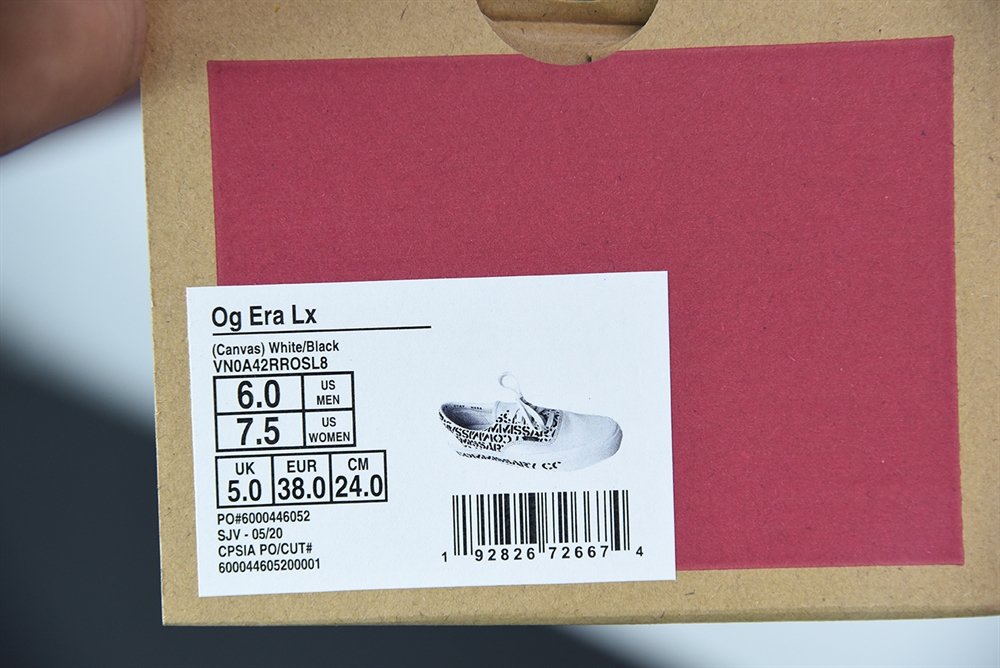 Og Era Lx
(Canvas) White/Black
VN0A42RROSL8
6.0 US MEN
7.5 US WOMEN
UK EUR CM
5.0 38.0 24.0
PO#6000446052
SJV - 05/20
CPSIA PO/CUT#
600044605200001
1 92826 72667 4